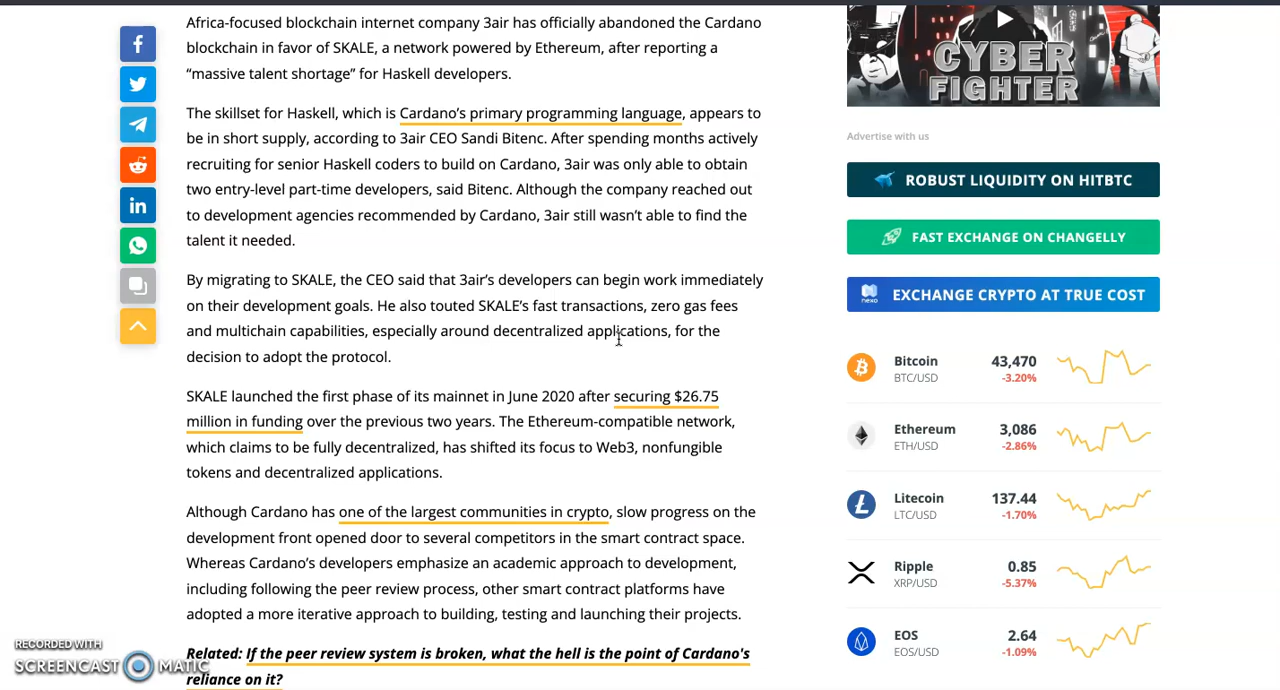 Africa-focused blockchain internet company 3air has officially abandoned the Cardano
blockchain in favor of SKALE, a network powered by Ethereum, after reporting a
“massive talent shortage” for Haskell developers.
The skillset for Haskell, which is Cardano’s primary programming language, appears to
be in short supply, according to 3air CEO Sandi Bitenc. After spending months actively
recruiting for senior Haskell coders to build on Cardano, 3air was only able to obtain
two entry-level part-time developers, said Bitenc. Although the company reached out
to development agencies recommended by Cardano, 3air still wasn’t able to find the
talent it needed.
By migrating to SKALE, the CEO said that 3air’s developers can begin work immediately
on their development goals. He also touted SKALE’s fast transactions, zero gas fees
and multichain capabilities, especially around decentralized applications, for the
decision to adopt the protocol.
SKALE launched the first phase of its mainnet in June 2020 after securing $26.75
million in funding over the previous two years. The Ethereum-compatible network,
which claims to be fully decentralized, has shifted its focus to Web3, nonfungible
tokens and decentralized applications.
Although Cardano has one of the largest communities in crypto, slow progress on the
development front opened door to several competitors in the smart contract space.
Whereas Cardano’s developers emphasize an academic approach to development,
including following the peer review process, other smart contract platforms have
adopted a more iterative approach to building, testing and launching their projects.
Related: If the peer review system is broken, what the hell is the point of Cardano's
reliance on it?
CYBER
FIGHTER
Advertise with us
ROBUST LIQUIDITY ON HITBTC
FAST EXCHANGE ON CHANGELLY
nexo EXCHANGE CRYPTO AT TRUE COST
Bitcoin 43,470
BTC/USD -3.20%
Ethereum 3,086
ETH/USD -2.86%
Litecoin 137.44
LTC/USD -1.70%
Ripple 0.85
XRP/USD -5.37%
EOS 2.64
EOS/USD -1.09%
RECORDED WITH
SCREENCAST MATIC